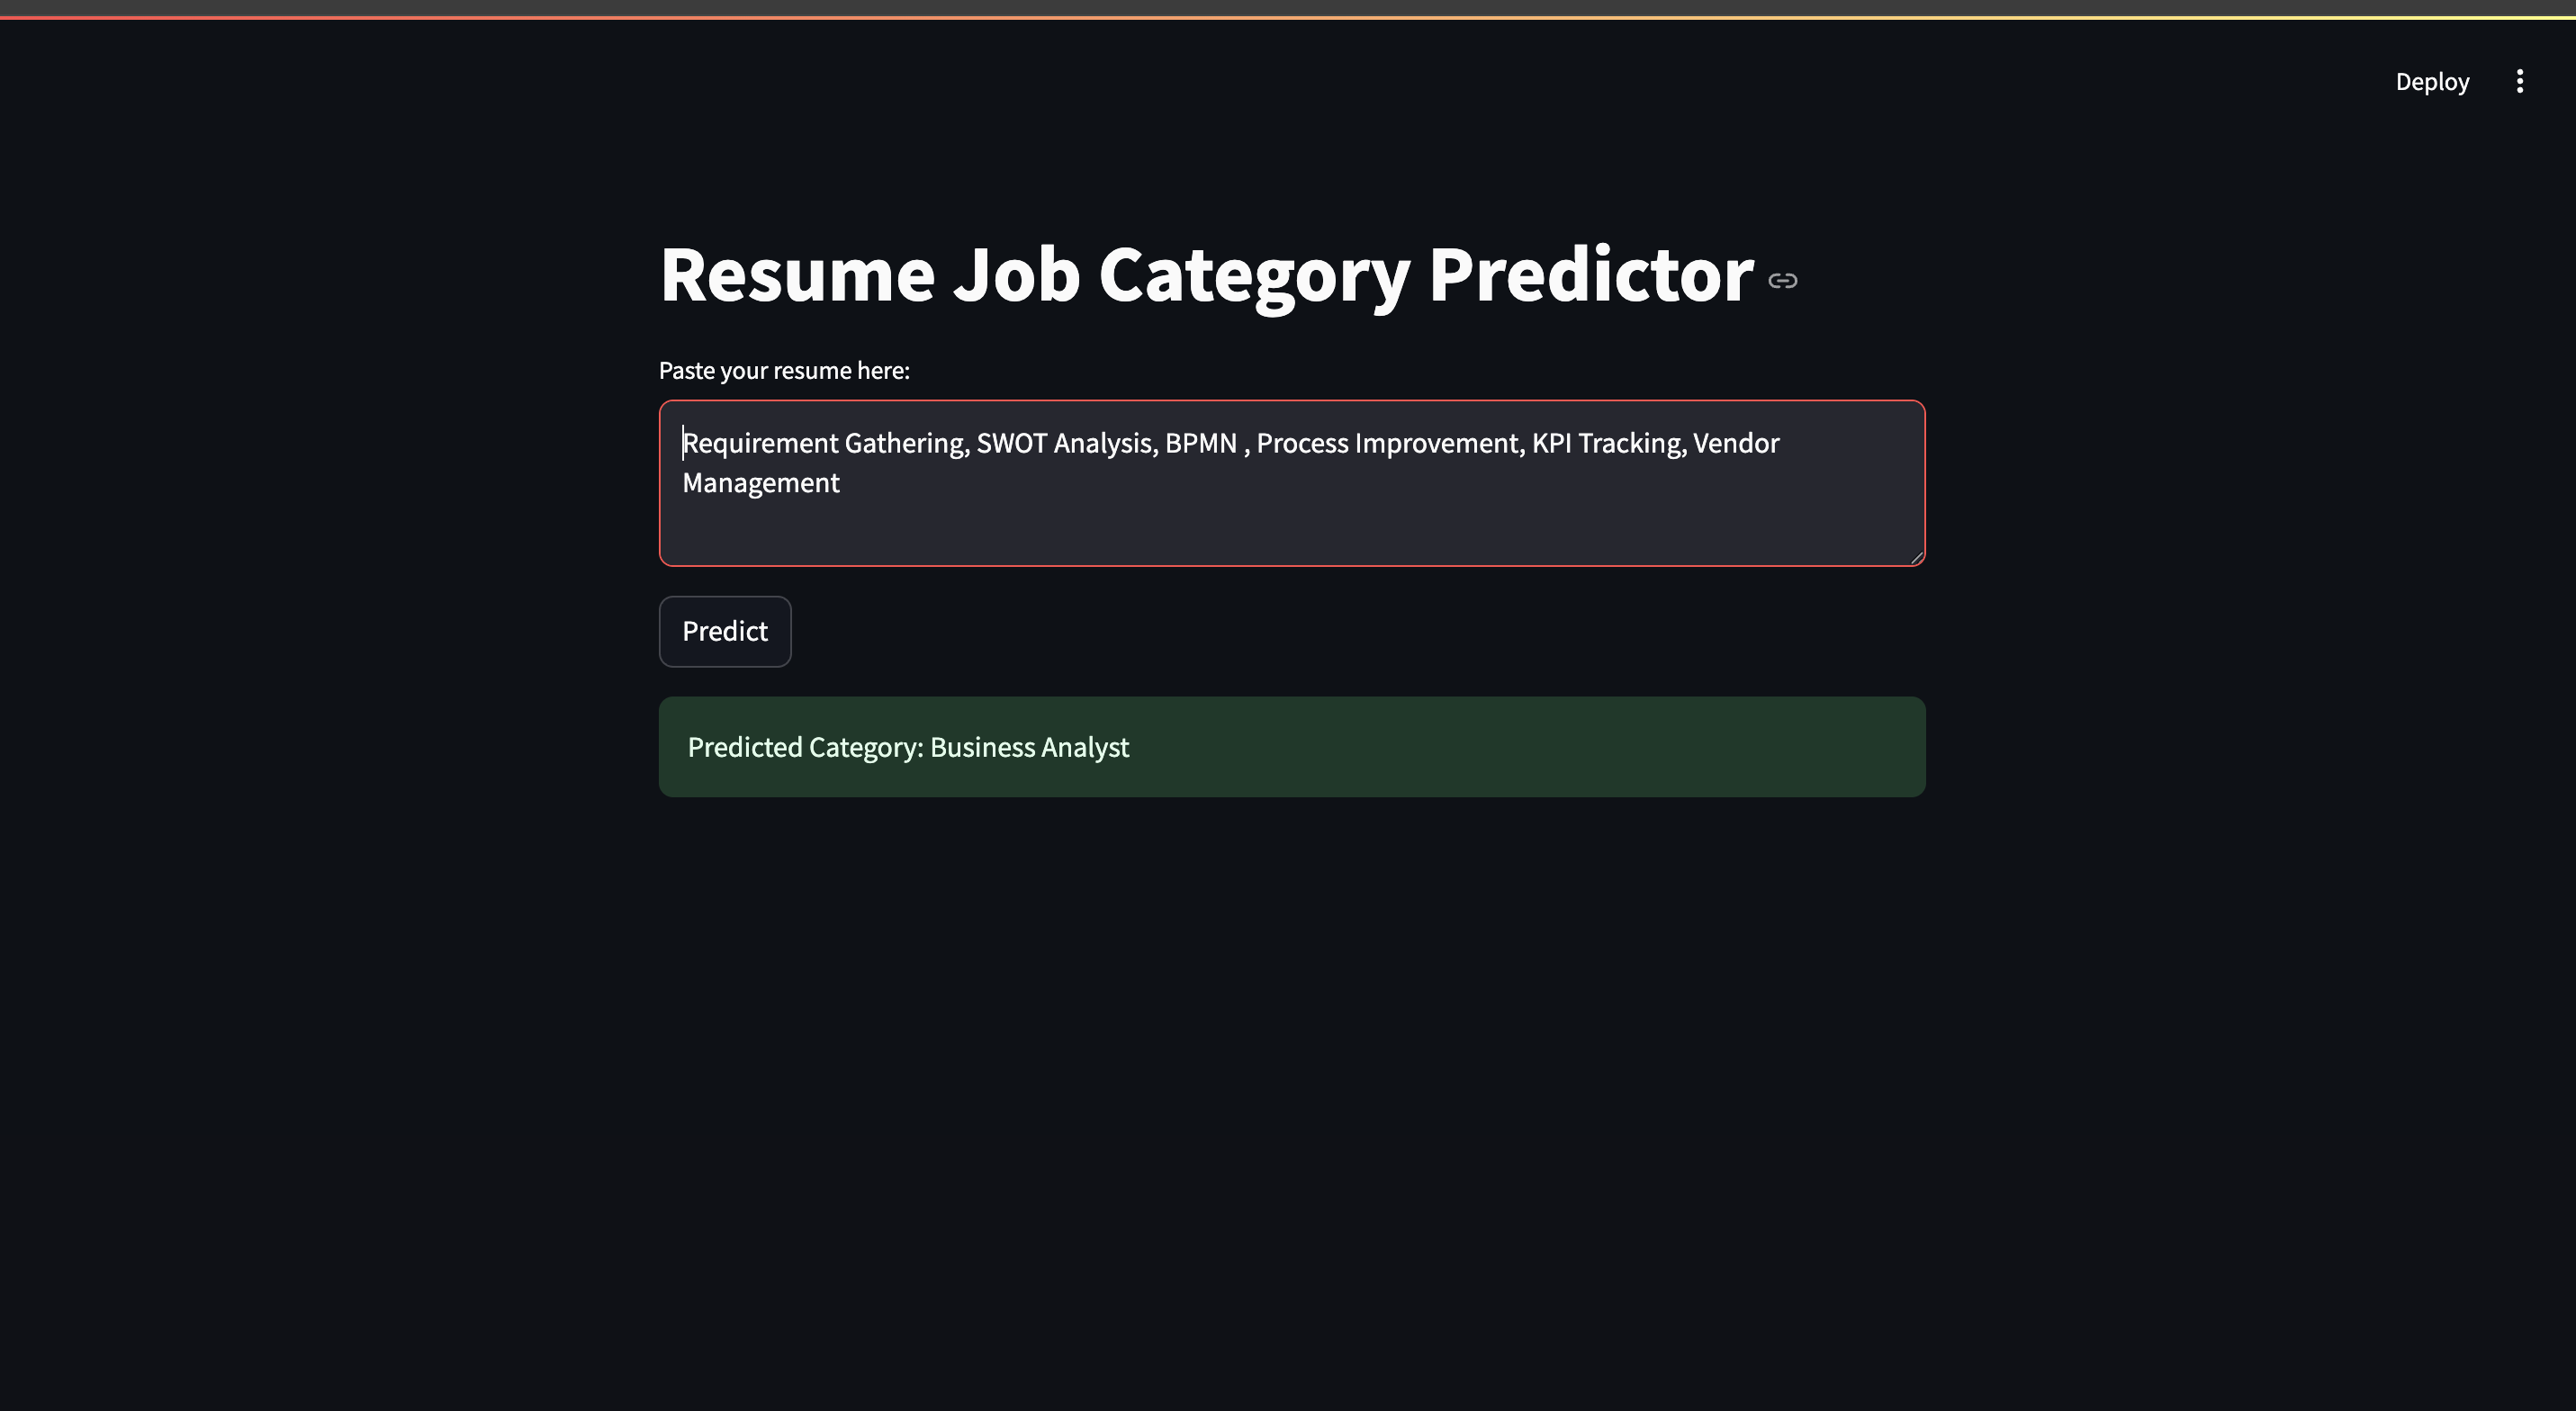 Deploy
Resume Job Category Predictor
Paste your resume here:
Requirement Gathering, SWOT Analysis, BPMN , Process Improvement, KPI Tracking, Vendor
Management
Predict
Predicted Category: Business Analyst